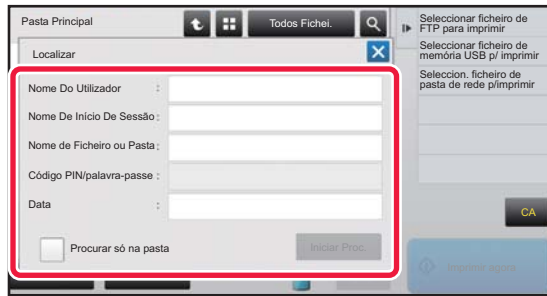 Pasta Principal
Todos Fichei.
Localizar
Nome Do Utilizador :
Nome De Início De Sessão :
Nome de Ficheiro ou Pasta :
Código PIN/palavra-passe :
Data :
Procurar só na pasta
Iniciar Proc.
Seleccionar ficheiro de
FTP para imprimir
Seleccionar ficheiro de
memória USB p/ imprimir
Seleccion. ficheiro de
pasta de rede p/imprimir
CA
Imprimir agora